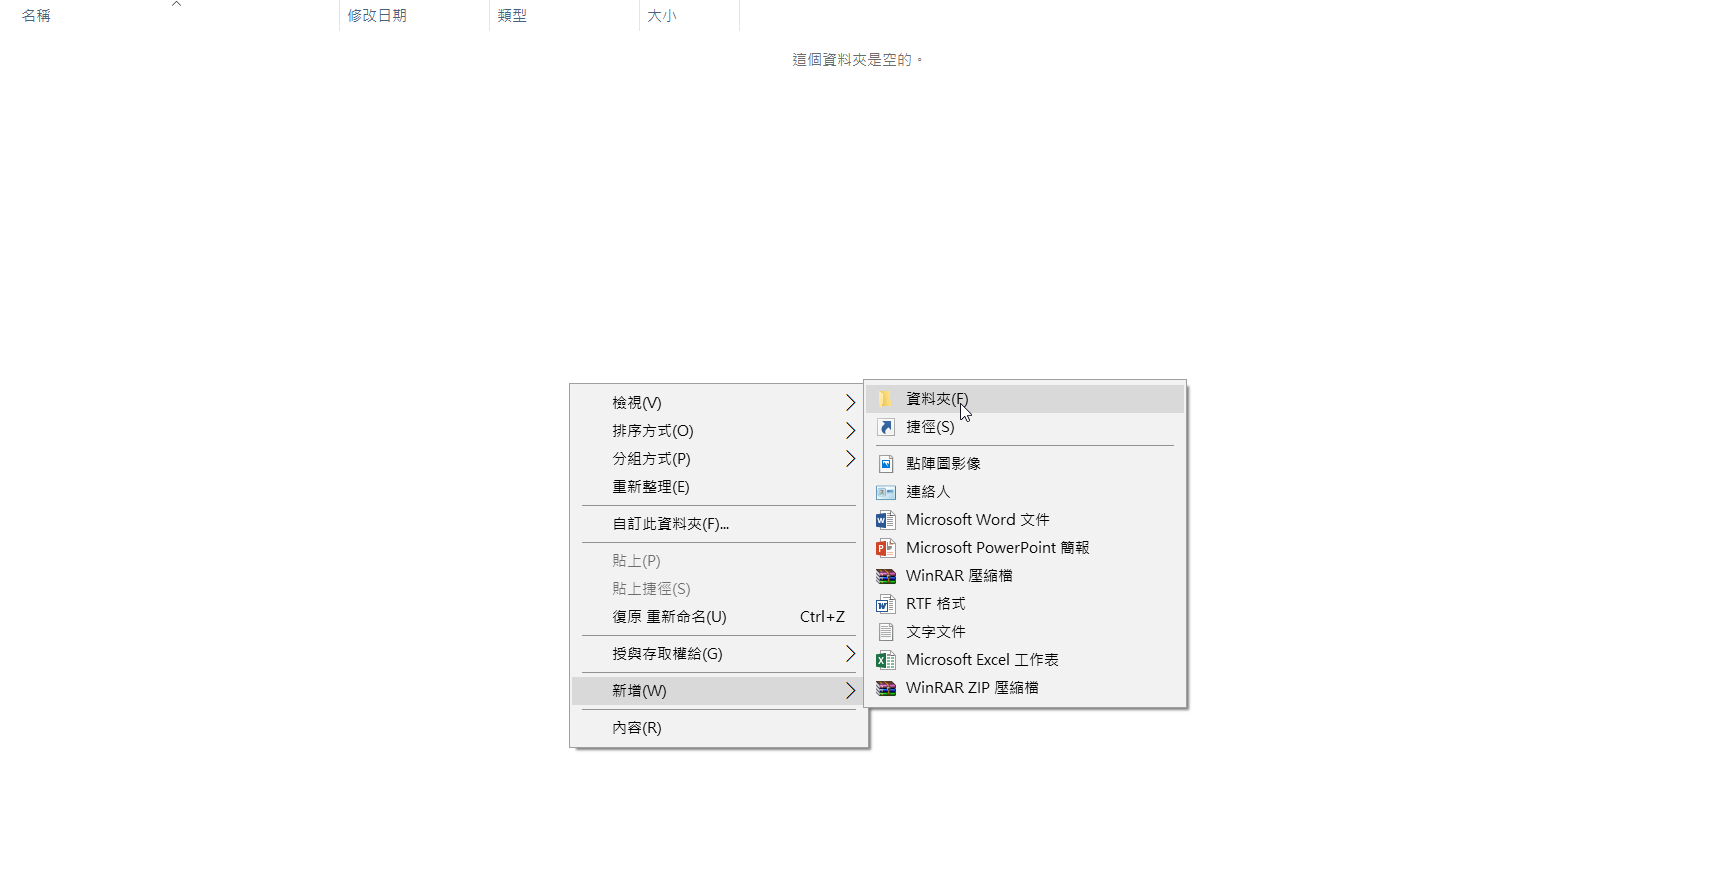 名稱 修改日期 類型 大小
這個資料夾是空的。
檢視(V)
排序方式(O)
分組方式(P)
重新整理(E)
自訂此資料夾(F)...
貼上(P)
貼上捷徑(S)
復原 重新命名(U) Ctrl+Z
授與存取權給(G)
新增(W)
內容(R)
資料夾(F)
捷徑(S)
點陣圖影像
連絡人
Microsoft Word 文件
Microsoft PowerPoint 簡報
WinRAR 壓縮檔
RTF 格式
文字文件
Microsoft Excel 工作表
WinRAR ZIP 壓縮檔